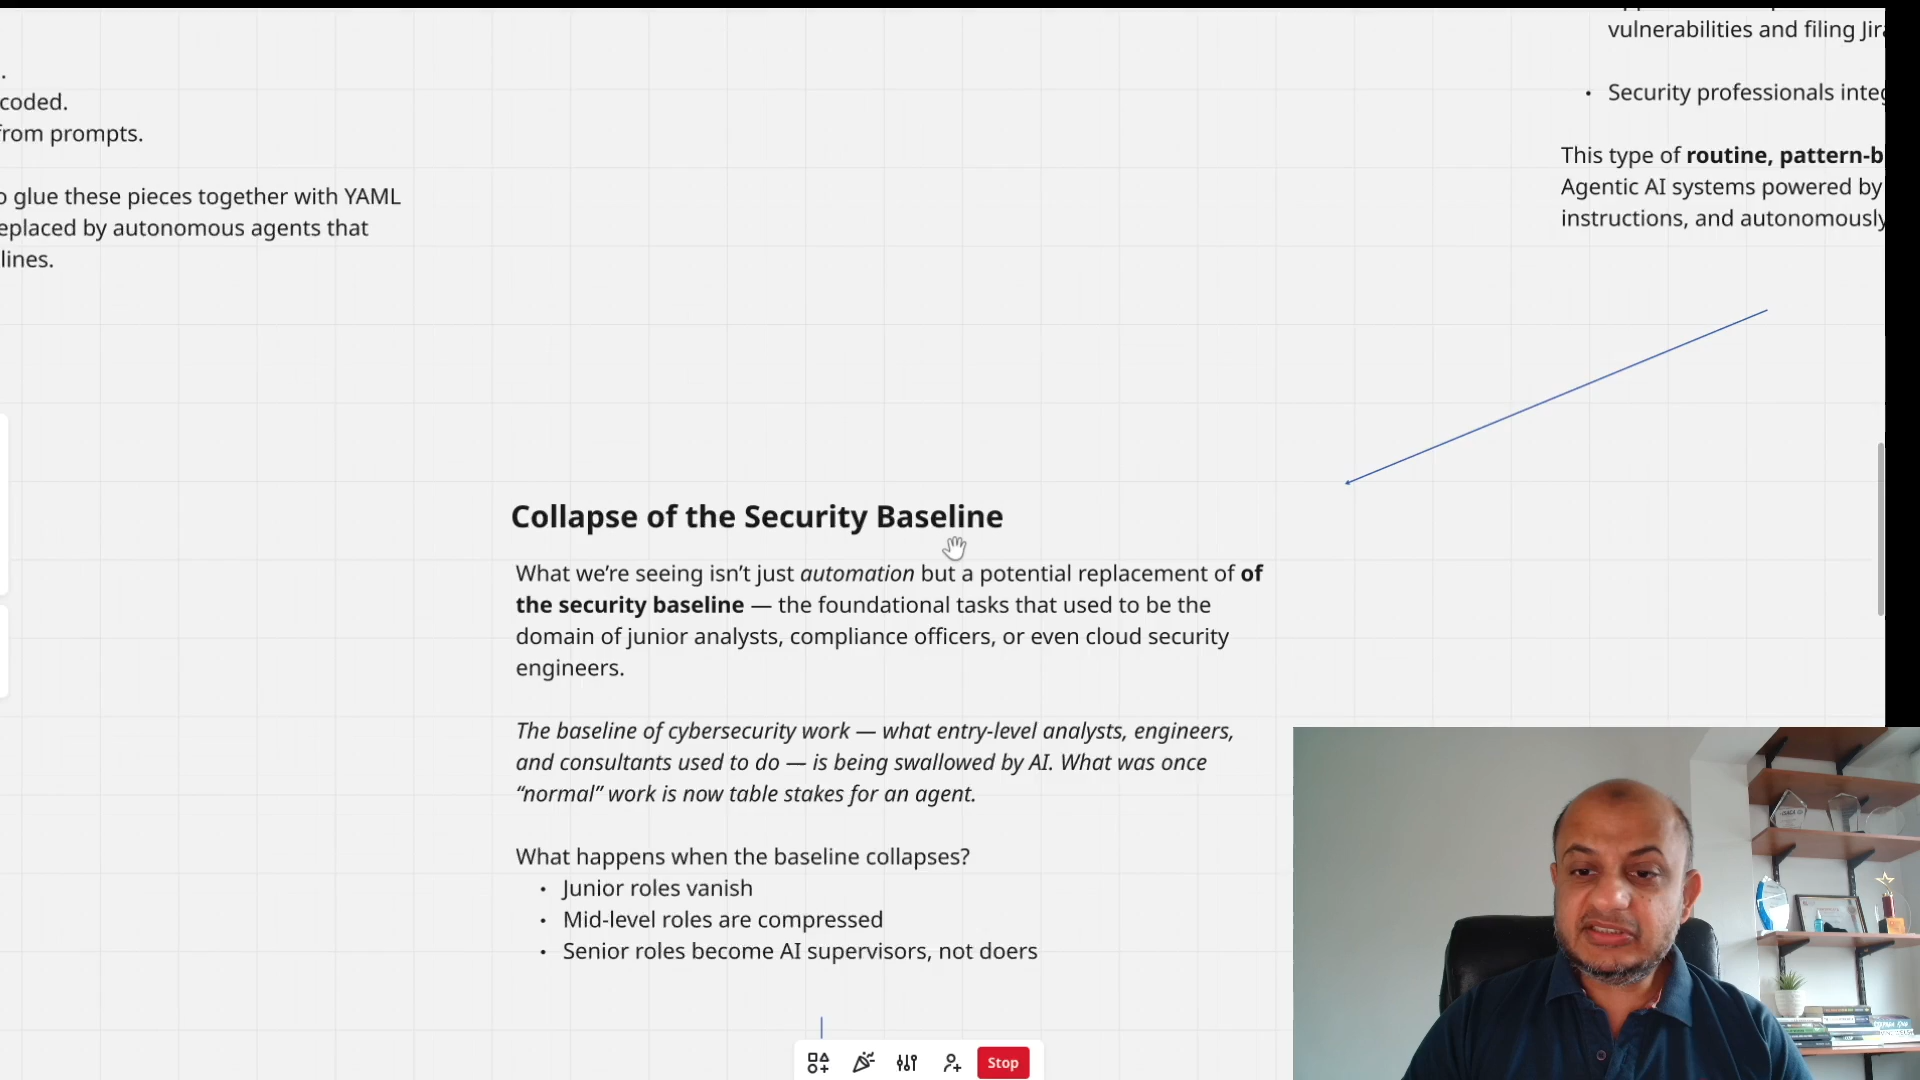 .
coded.
from prompts.
o glue these pieces together with YAML
eplaced by autonomous agents that
lines.
vulnerabilities and filing Jira
• Security professionals integ
This type of routine, pattern-b
Agentic AI systems powered by
instructions, and autonomously
Collapse of the Security Baseline
What we’re seeing isn’t just automation but a potential replacement of of
the security baseline — the foundational tasks that used to be the
domain of junior analysts, compliance officers, or even cloud security
engineers.
The baseline of cybersecurity work — what entry-level analysts, engineers,
and consultants used to do — is being swallowed by AI. What was once
“normal” work is now table stakes for an agent.
What happens when the baseline collapses?
• Junior roles vanish
• Mid-level roles are compressed
• Senior roles become AI supervisors, not doers
Stop